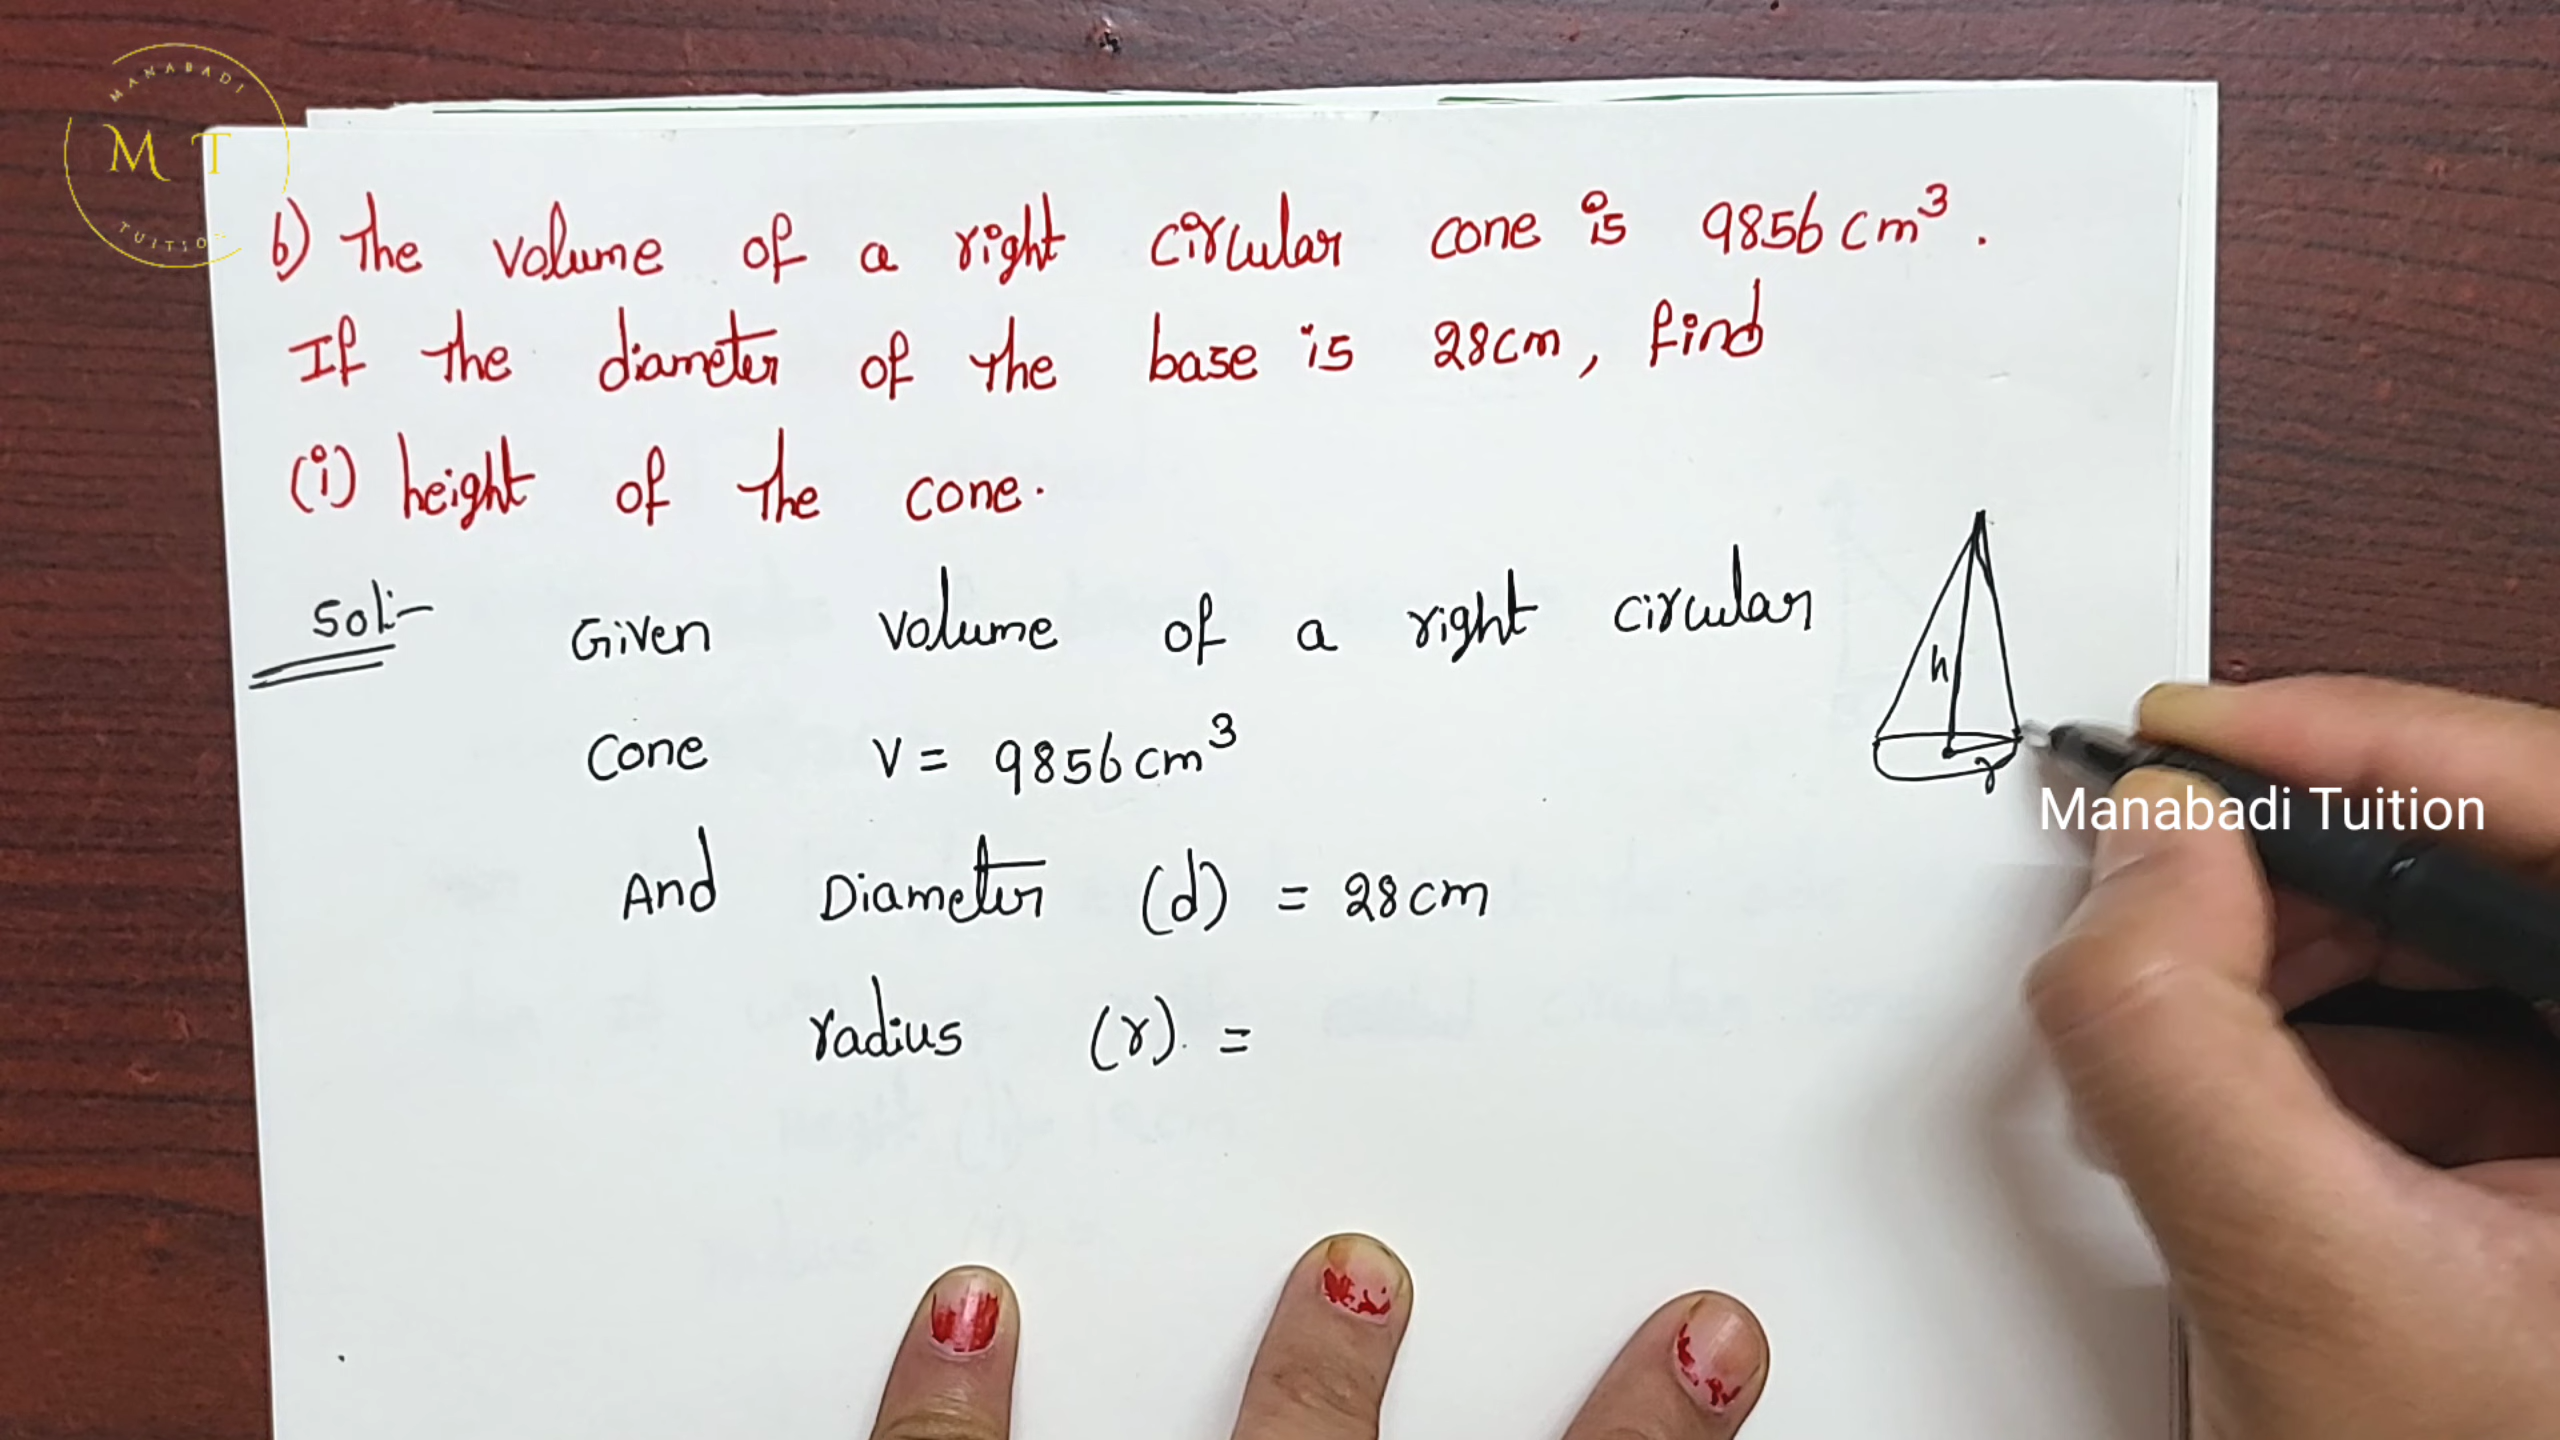 MANABADI
M T
TUITION
6) The volume of a right circular cone is 9856 cm³.
If the diameter of the base is 28cm, find
(i) height of the cone.
Sol:- Given volume of a right circular
Cone V = 9856 cm³
And Diameter (d) = 28cm
radius (r) =
h
r
Manabadi Tuition